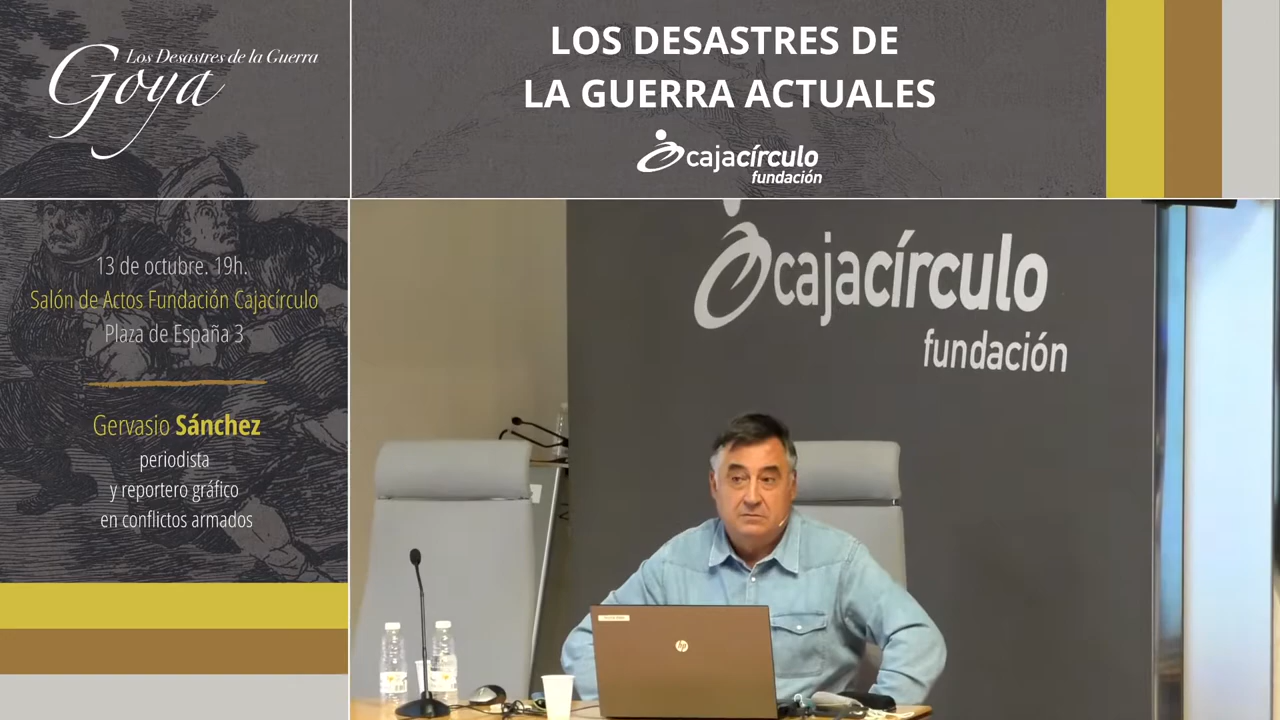 Los Desastres de la Guerra
Goya
LOS DESASTRES DE
LA GUERRA ACTUALES
cajacírculo
fundación
13 de octubre. 19h.
Salón de Actos Fundación Cajacírculo
Plaza de España 3
Gervasio Sánchez
periodista
y reportero gráfico
en conflictos armados
cajacírculo
fundación
hp